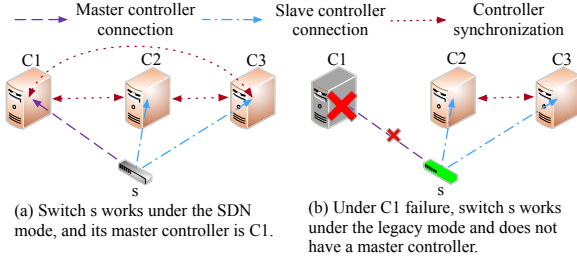 Master controller connection
Slave controller connection
Controller synchronization
C1
C2
C3
s
(a) Switch s works under the SDN
mode, and its master controller is C1.
C1
C2
C3
s
(b) Under C1 failure, switch s works
under the legacy mode and does not
have a master controller.